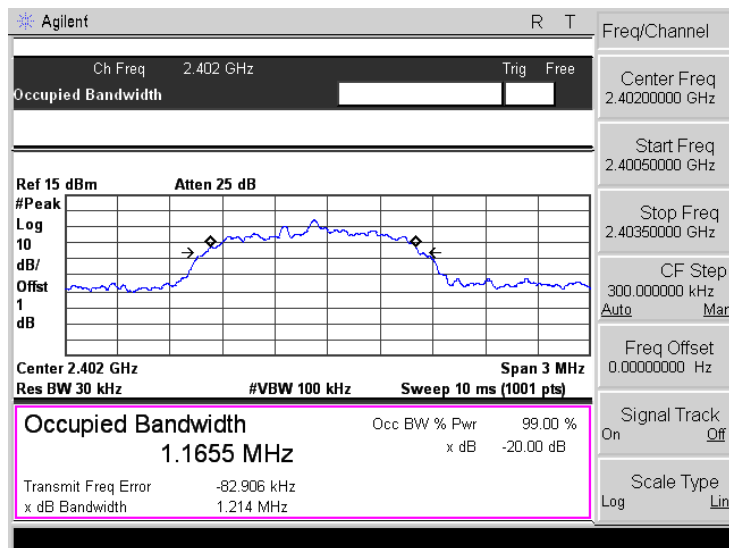 Agilent R T
Ch Freq 2.402 GHz Trig Free
Occupied Bandwidth
Ref 15 dBm Atten 25 dB
#Peak
Log
10
dB/
Offst
1
dB
Center 2.402 GHz Span 3 MHz
Res BW 30 kHz #VBW 100 kHz Sweep 10 ms (1001 pts)
Occupied Bandwidth Occ BW % Pwr 99.00 %
1.1655 MHz x dB -20.00 dB
Transmit Freq Error -82.906 kHz
x dB Bandwidth 1.214 MHz
Freq/Channel
Center Freq
2.40200000 GHz
Start Freq
2.40050000 GHz
Stop Freq
2.40350000 GHz
CF Step
300.000000 kHz
Auto Man
Freq Offset
0.00000000 Hz
Signal Track
On Off
Scale Type
Log Lin